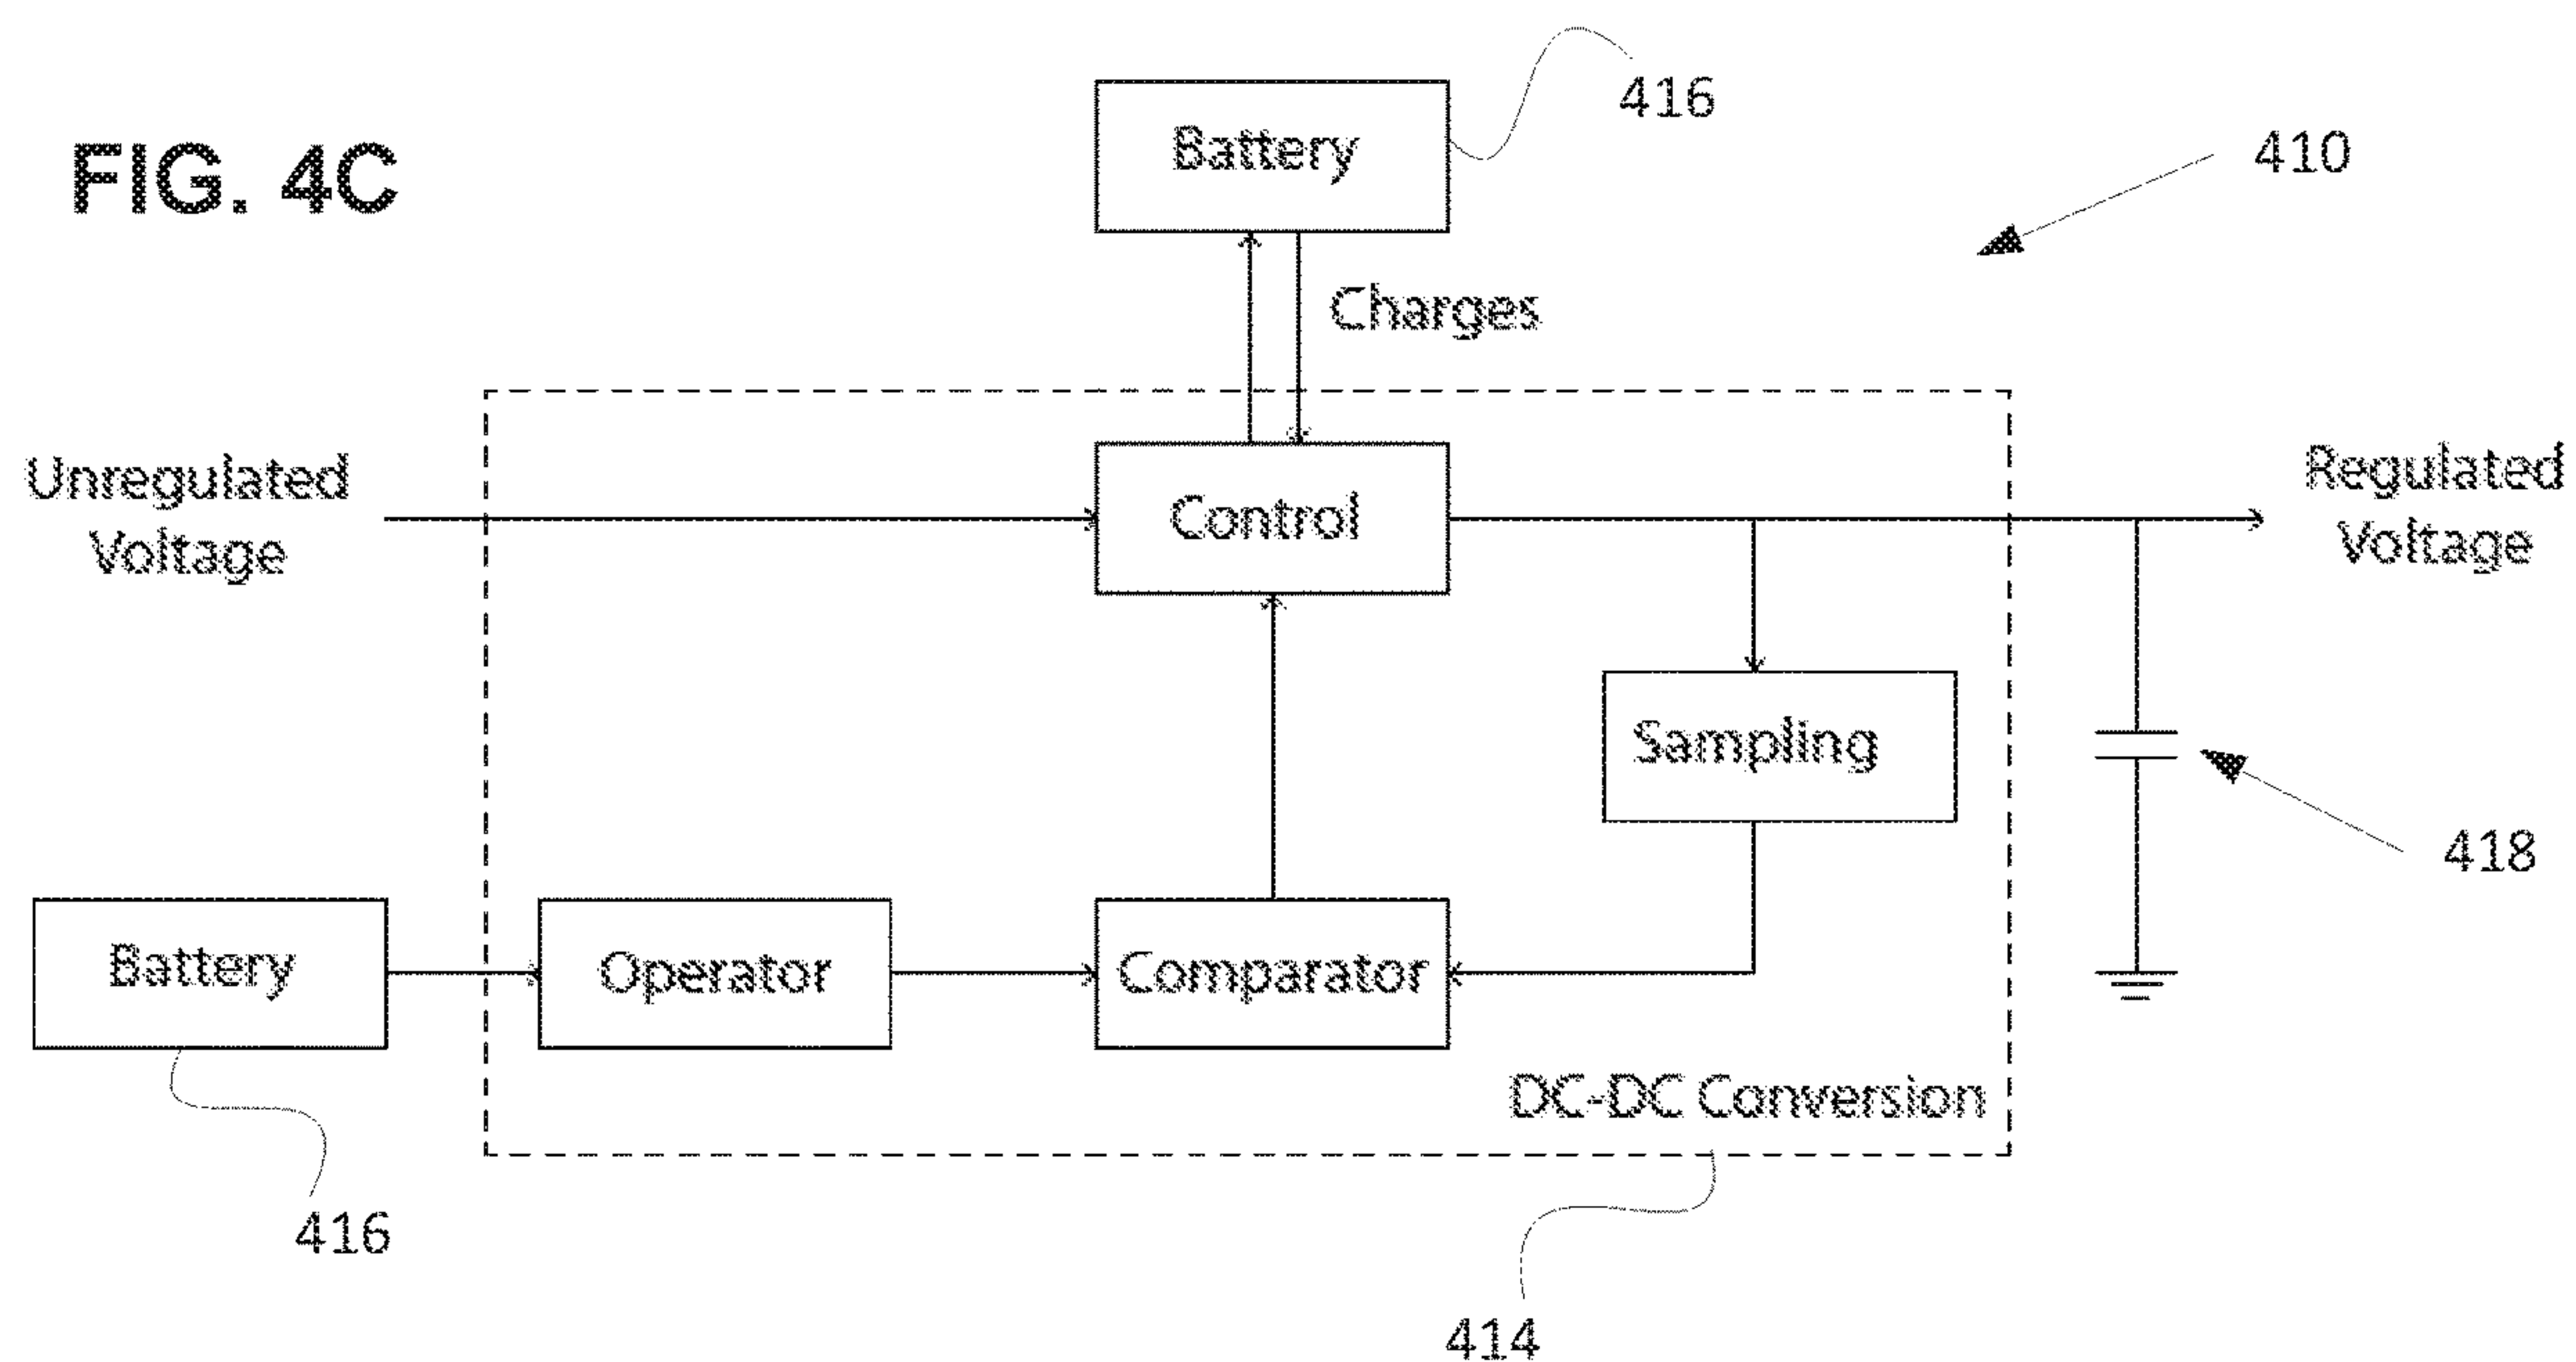 FIG. 4C
Battery
416
410
Charges
Unregulated
Voltage
Control
Regulated
Voltage
Sampling
418
Battery
Operator
Comparator
DC-DC Conversion
416
414